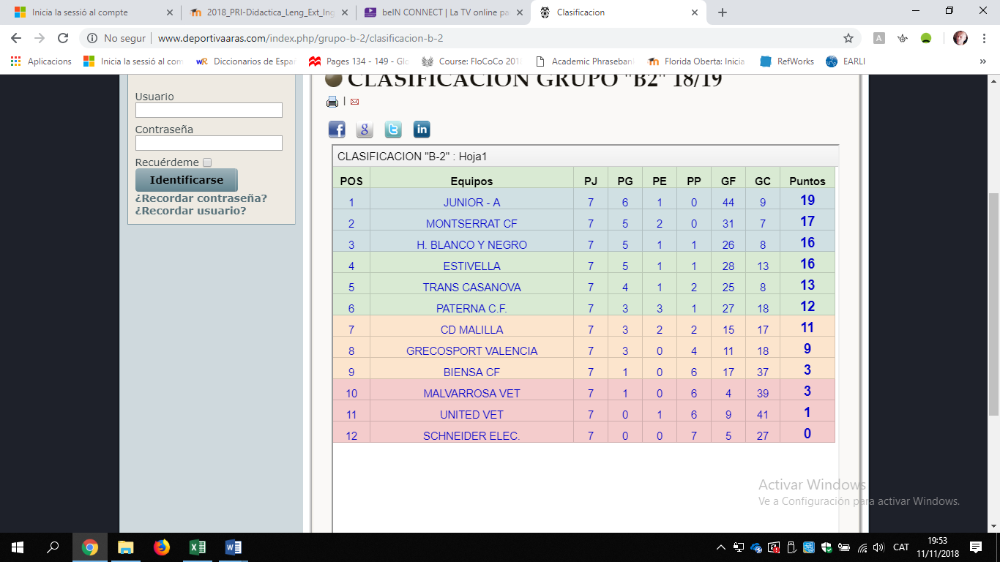 Inicia la sessió al compte
2018_PRI-Didactica_Leng_Ext_Ing
beIN CONNECT | La TV online pa
Clasificacion
No segur | www.deportivaaras.com/index.php/grupo-b-2/clasificacion-b-2
Aplicacions Inicia la sessió al com Diccionarios de Espa Pages 134 - 149 - Glo Course: FloCoCo 2018 Academic Phraseban Florida Oberta: Inicia RefWorks EARLI »
CLASIFICACION GRUPO "B2" 18/19
Usuario
Contraseña
Recuérdeme
Identificarse
¿Recordar contraseña?
¿Recordar usuario?
CLASIFICACION "B-2" : Hoja1
POS Equipos PJ PG PE PP GF GC Puntos
1 JUNIOR - A 7 6 1 0 44 9 19
2 MONTSERRAT CF 7 5 2 0 31 7 17
3 H. BLANCO Y NEGRO 7 5 1 1 26 8 16
4 ESTIVELLA 7 5 1 1 28 13 16
5 TRANS CASANOVA 7 4 1 2 25 8 13
6 PATERNA C.F. 7 3 3 1 27 18 12
7 CD MALILLA 7 3 2 2 15 17 11
8 GRECOSPORT VALENCIA 7 3 0 4 11 18 9
9 BIENSA CF 7 1 0 6 17 37 3
10 MALVARROSA VET 7 1 0 6 4 39 3
11 UNITED VET 7 0 1 6 9 41 1
12 SCHNEIDER ELEC. 7 0 0 7 5 27 0
Activar Windows
Ve a Configuración para activar Windows.
CAT
19:53
11/11/2018